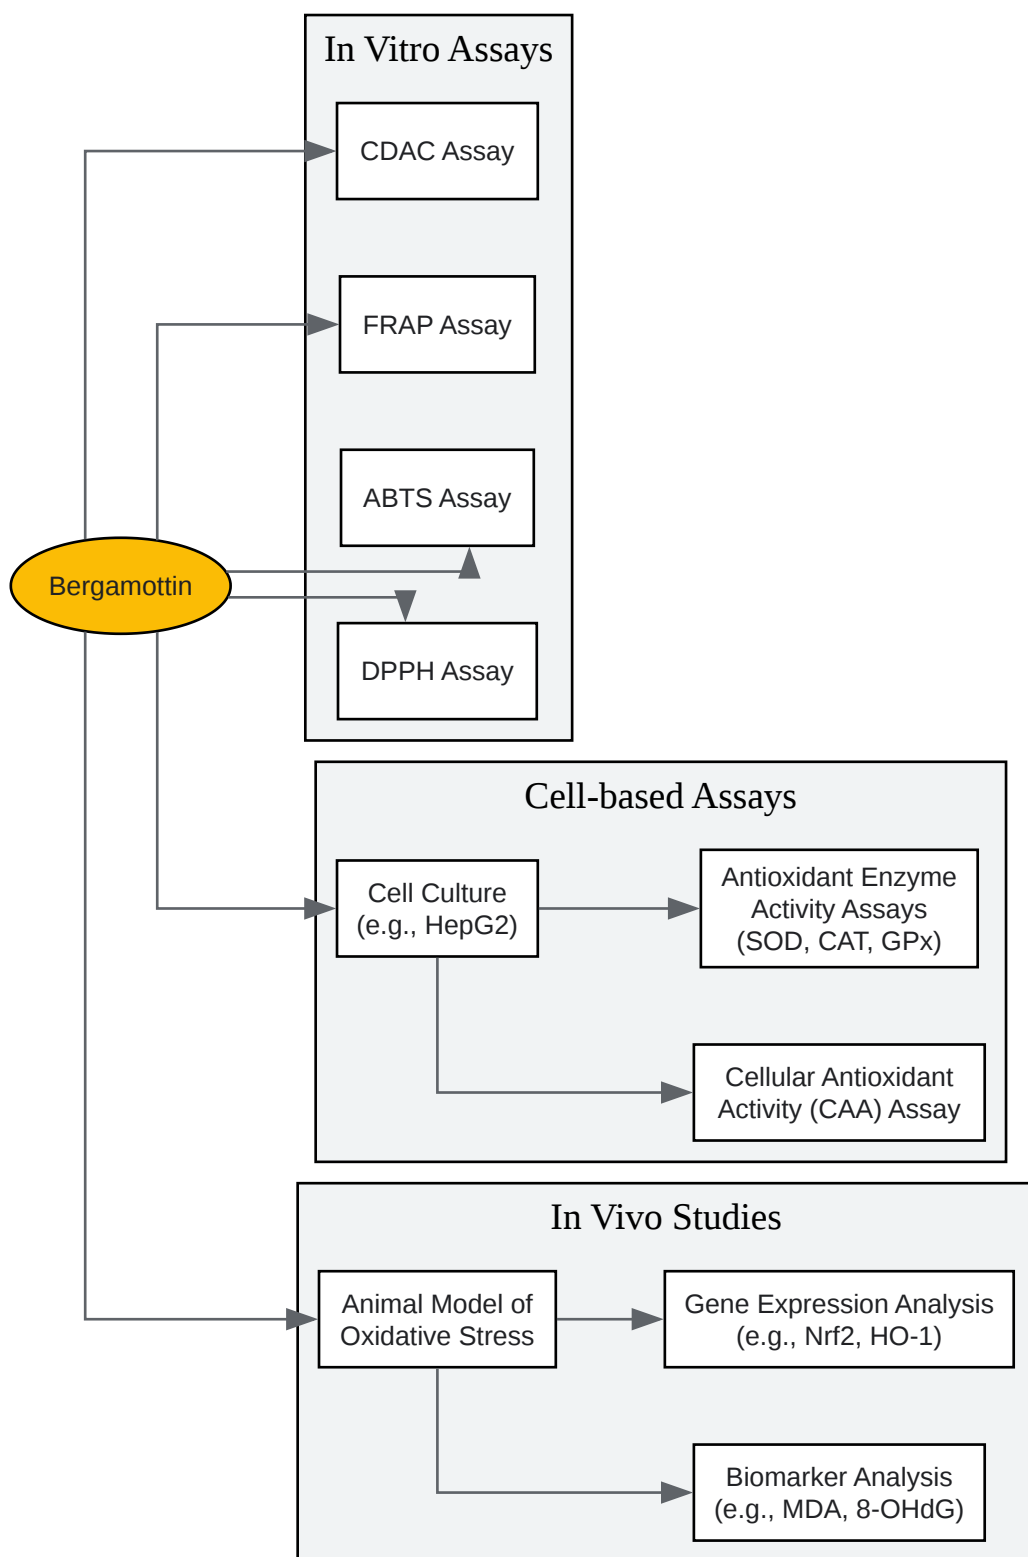 In Vitro Assays
CDAC Assay
FRAP Assay
ABTS Assay
Bergamottin
DPPH Assay
Cell-based Assays
Cell Culture
(e.g., HepG2)
Antioxidant Enzyme
Activity Assays
(SOD, CAT, GPx)
Cellular Antioxidant
Activity (CAA) Assay
In Vivo Studies
Animal Model of
Oxidative Stress
Gene Expression Analysis
(e.g., Nrf2, HO-1)
Biomarker Analysis
(e.g., MDA, 8-OHdG)